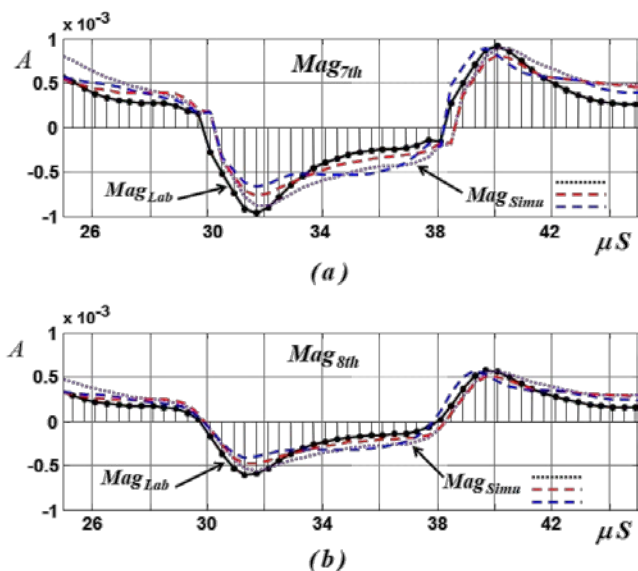 x 10⁻³
A
1
0.5
0
-0.5
-1
Mag7th
MagLab
MagSimu
26 30 34 38 42 μS
(a)
x 10⁻³
A
1
0.5
0
-0.5
-1
Mag8th
MagLab
MagSimu
26 30 34 38 42 μS
(b)